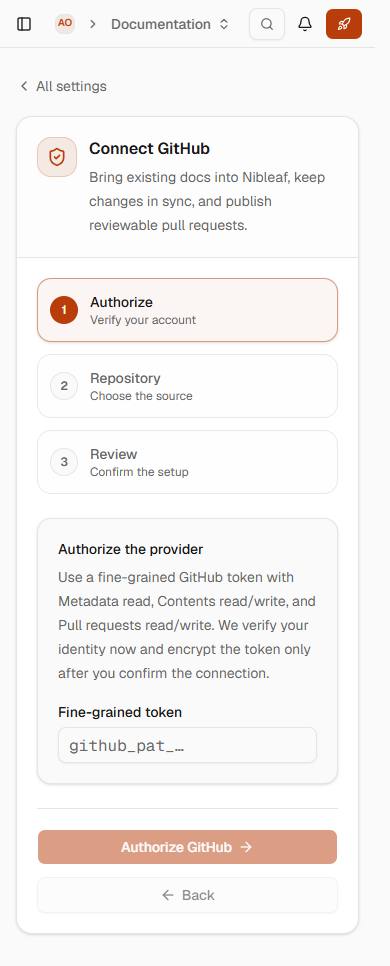 AO
Documentation
All settings
Connect GitHub
Bring existing docs into Nibleaf, keep
changes in sync, and publish
reviewable pull requests.
1
Authorize
Verify your account
2
Repository
Choose the source
3
Review
Confirm the setup
Authorize the provider
Use a fine-grained GitHub token with
Metadata read, Contents read/write, and
Pull requests read/write. We verify your
identity now and encrypt the token only
after you confirm the connection.
Fine-grained token
github_pat_…
Authorize GitHub →
← Back